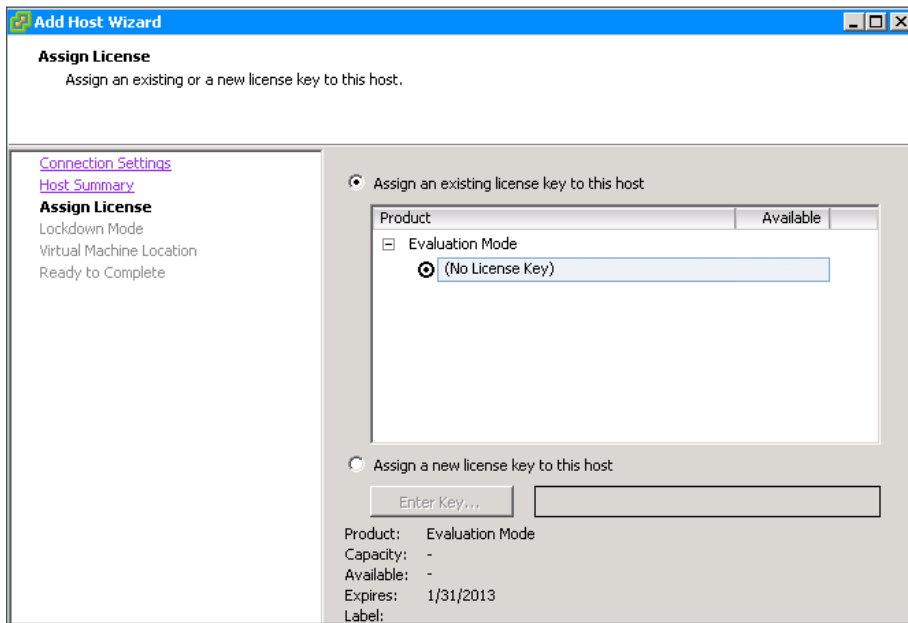 Add Host Wizard
Assign License
Assign an existing or a new license key to this host.
Connection Settings
Host Summary
Assign License
Lockdown Mode
Virtual Machine Location
Ready to Complete
Assign an existing license key to this host
Product Available
Evaluation Mode
(No License Key)
Assign a new license key to this host
Enter Key...
Product: Evaluation Mode
Capacity: -
Available: -
Expires: 1/31/2013
Label: